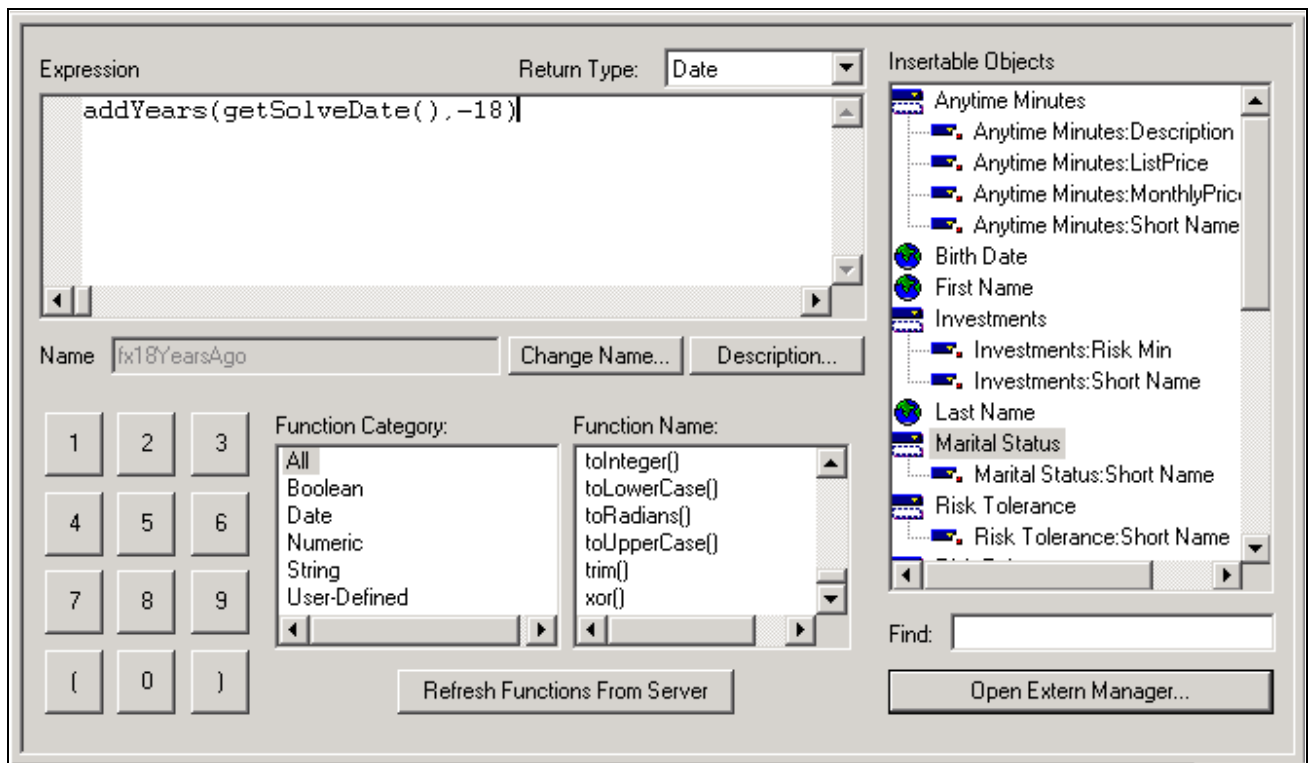 Expression
Return Type: Date
addYears(getSolveDate(),-18)
Name fx18YearsAgo Change Name... Description...
1 2 3
4 5 6
7 8 9
( 0 )
Function Category:
All
Boolean
Date
Numeric
String
User-Defined
Function Name:
toInteger()
toLowerCase()
toRadians()
toUpperCase()
trim()
xor()
Refresh Functions From Server
Insertable Objects
Anytime Minutes
Anytime Minutes:Description
Anytime Minutes:ListPrice
Anytime Minutes:MonthlyPric
Anytime Minutes:Short Name
Birth Date
First Name
Investments
Investments:Risk Min
Investments:Short Name
Last Name
Marital Status
Marital Status:Short Name
Risk Tolerance
Risk Tolerance:Short Name
Find:
Open Extern Manager...